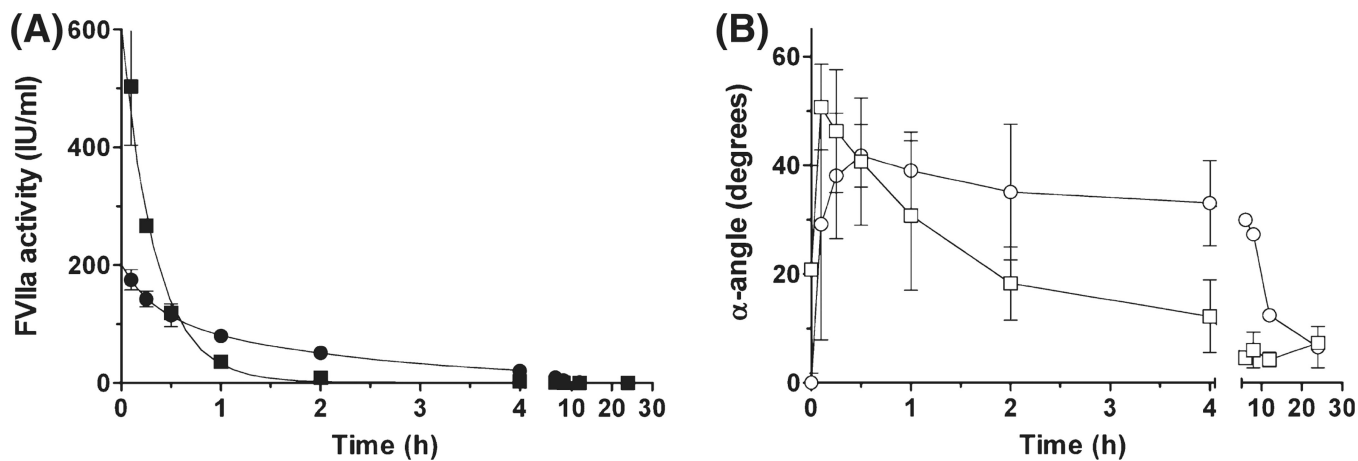 (A)
FVIIa activity (IU/ml)
600
400
200
0
0 1 2 3 4 10 20 30
Time (h)
(B)
α-angle (degrees)
60
40
20
0
0 1 2 3 4 10 20 30
Time (h)